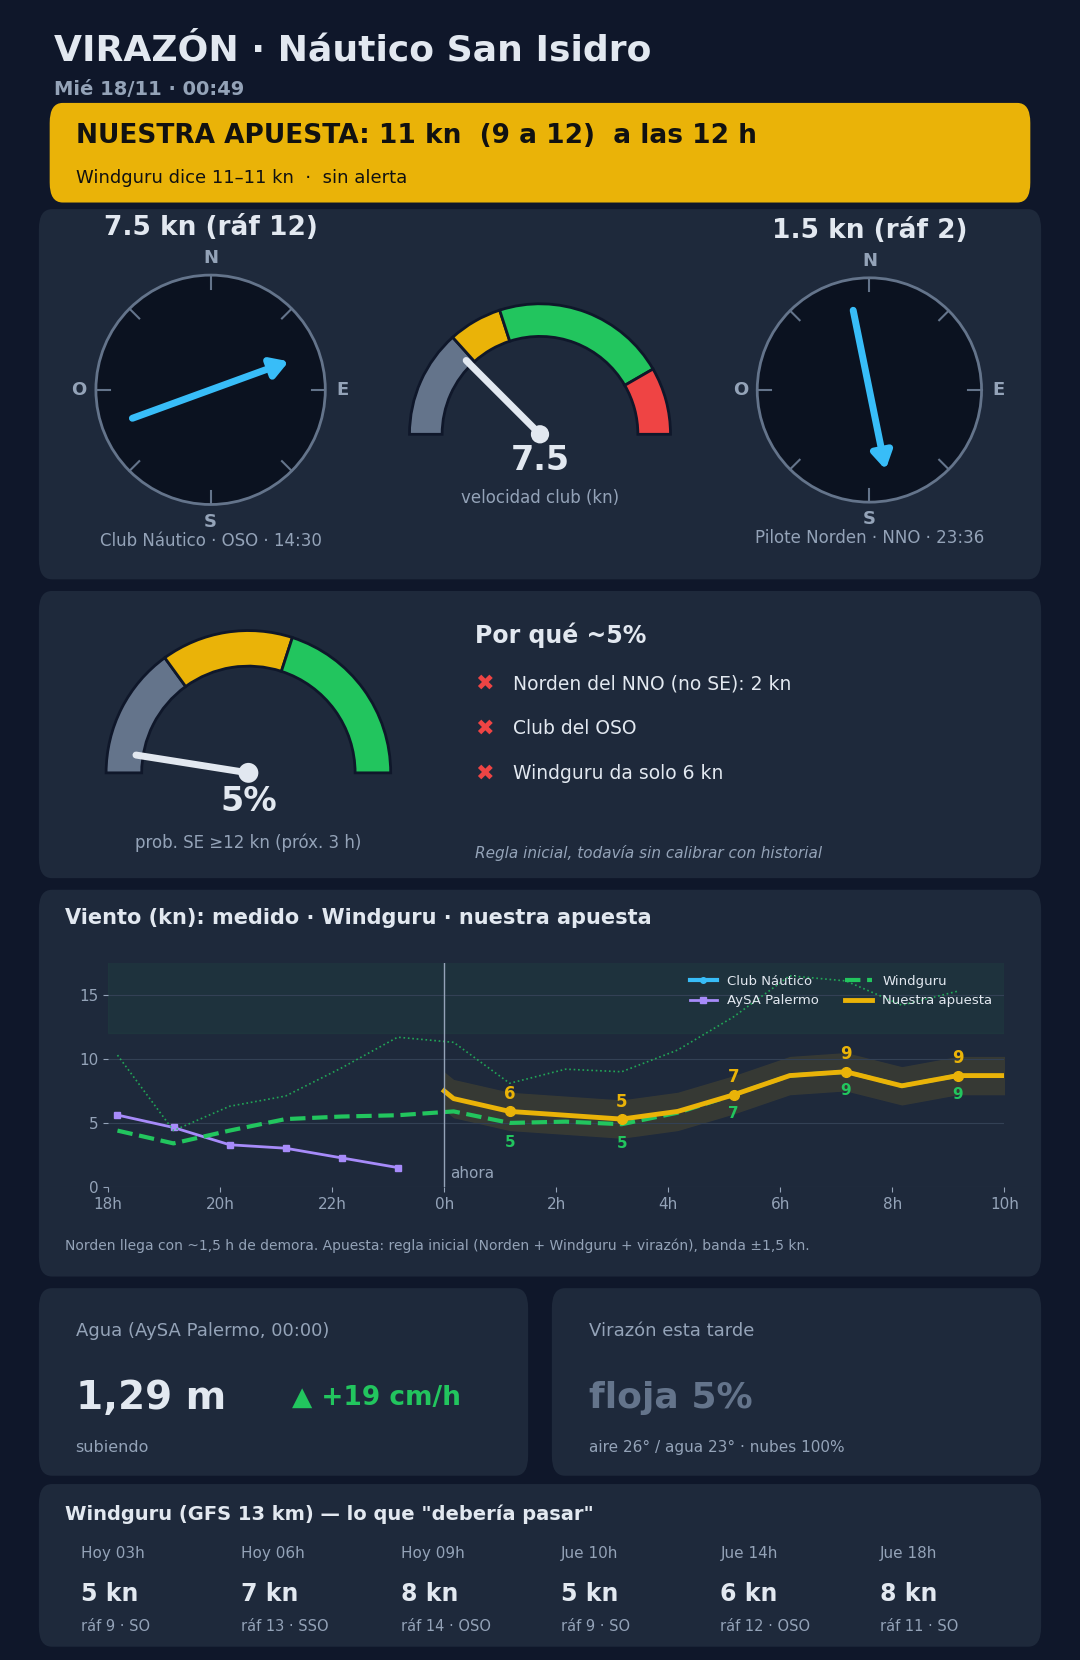 VIRAZÓN · Náutico San Isidro
Mié 18/11 · 00:49
NUESTRA APUESTA: 11 kn (9 a 12) a las 12 h
Windguru dice 11–11 kn · sin alerta
7.5 kn (ráf 12)
N
O
E
S
Club Náutico · OSO · 14:30
7.5
velocidad club (kn)
1.5 kn (ráf 2)
N
O
E
S
Pilote Norden · NNO · 23:36
5%
prob. SE ≥12 kn (próx. 3 h)
Por qué ~5%
✖ Norden del NNO (no SE): 2 kn
✖ Club del OSO
✖ Windguru da solo 6 kn
Regla inicial, todavía sin calibrar con historial
Viento (kn): medido · Windguru · nuestra apuesta
Club Náutico
Windguru
AySA Palermo
Nuestra apuesta
15
10
5
0
6
5
7
9
9
5
5
7
9
9
ahora
18h 20h 22h 0h 2h 4h 6h 8h 10h
Norden llega con ~1,5 h de demora. Apuesta: regla inicial (Norden + Windguru + virazón), banda ±1,5 kn.
Agua (AySA Palermo, 00:00)
1,29 m ▲ +19 cm/h
subiendo
Virazón esta tarde
floja 5%
aire 26° / agua 23° · nubes 100%
Windguru (GFS 13 km) — lo que "debería pasar"
Hoy 03h Hoy 06h Hoy 09h Jue 10h Jue 14h Jue 18h
5 kn 7 kn 8 kn 5 kn 6 kn 8 kn
ráf 9 · SO ráf 13 · SSO ráf 14 · OSO ráf 9 · SO ráf 12 · OSO ráf 11 · SO